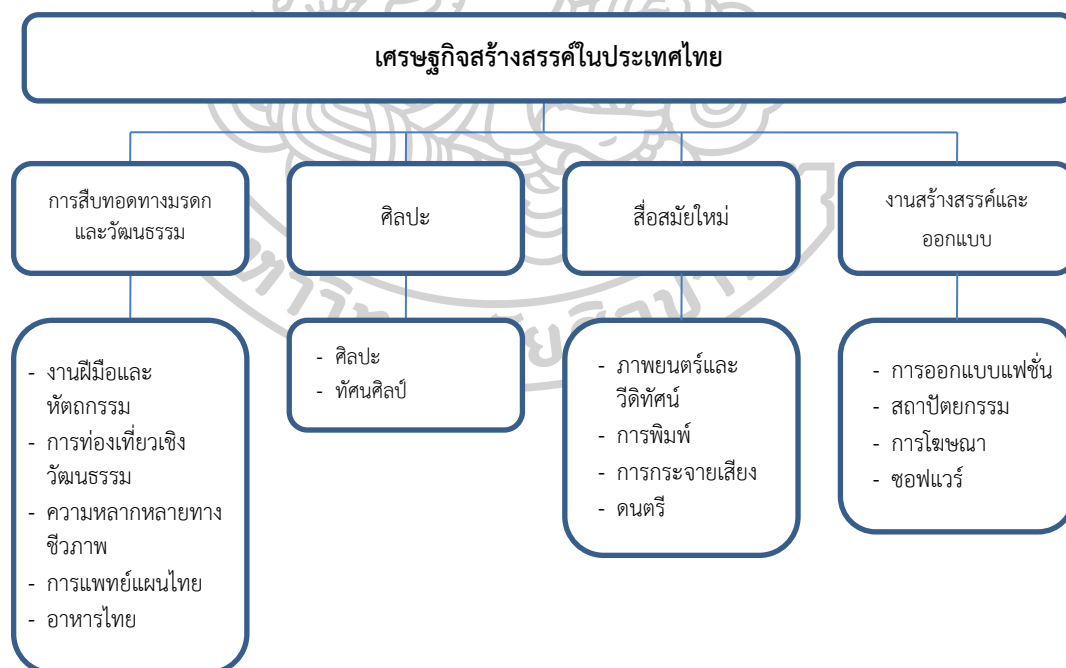 เศรษฐกิจสร้างสรรค์ในประเทศไทย
การสืบทอดทางมรดก
และวัฒนธรรม
ศิลปะ
สื่อสมัยใหม่
งานสร้างสรรค์และ
ออกแบบ
- งานฝีมือและ
หัตถกรรม
- การท่องเที่ยวเชิง
วัฒนธรรม
- ความหลากหลายทาง
ชีวภาพ
- การแพทย์แผนไทย
- อาหารไทย
- ศิลปะ
- ทัศนศิลป์
- ภาพยนตร์และ
วีดิทัศน์
- การพิมพ์
- การกระจายเสียง
- ดนตรี
- การออกแบบแฟชั่น
- สถาปัตยกรรม
- การโฆษณา
- ซอฟแวร์